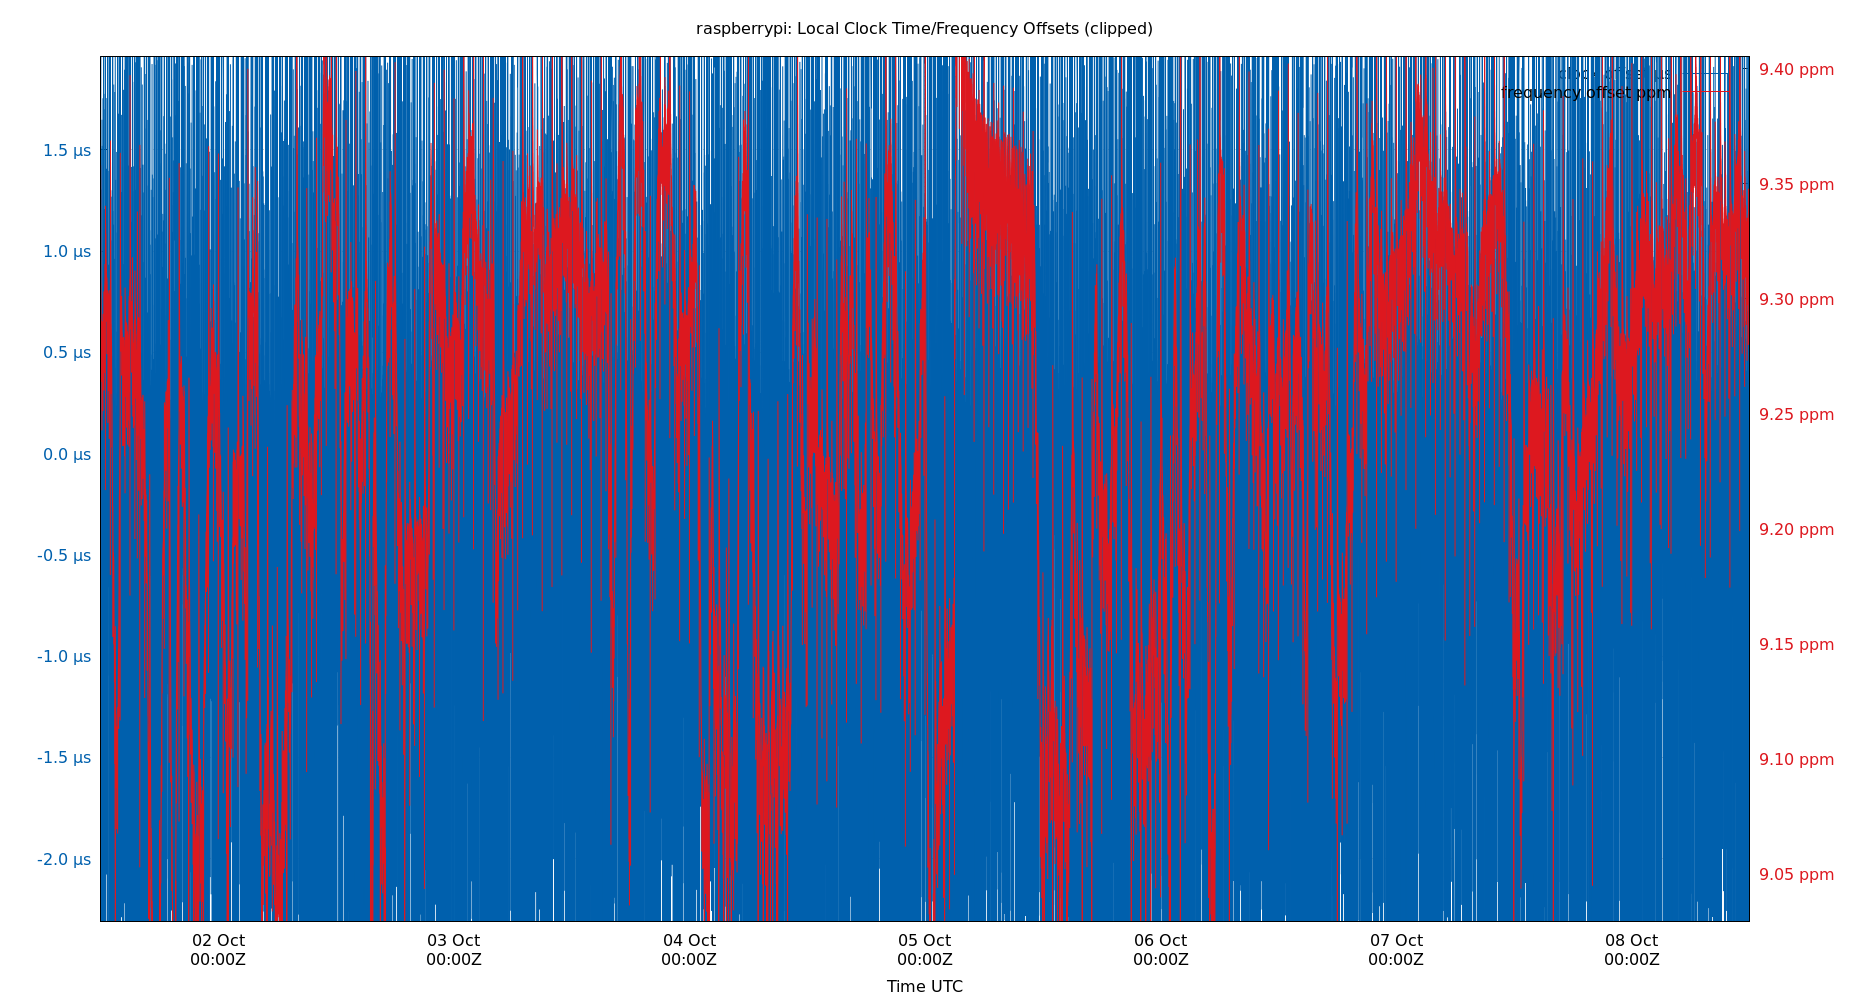 raspberrypi: Local Clock Time/Frequency Offsets (clipped)
clock offset µs
frequency offset ppm
1.5 µs
1.0 µs
0.5 µs
0.0 µs
-0.5 µs
-1.0 µs
-1.5 µs
-2.0 µs
9.40 ppm
9.35 ppm
9.30 ppm
9.25 ppm
9.20 ppm
9.15 ppm
9.10 ppm
9.05 ppm
02 Oct
00:00Z
03 Oct
00:00Z
04 Oct
00:00Z
05 Oct
00:00Z
06 Oct
00:00Z
07 Oct
00:00Z
08 Oct
00:00Z
Time UTC